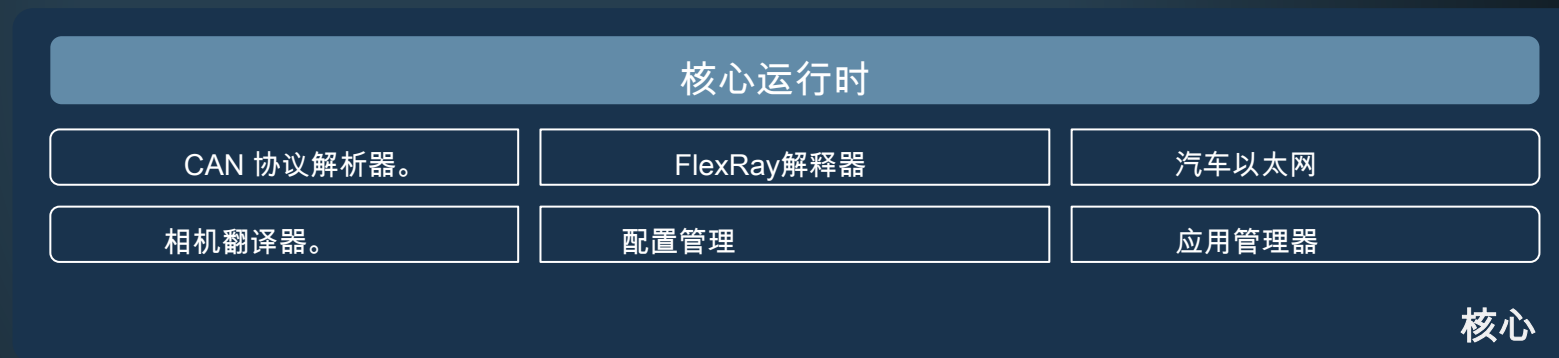 核心运行时
CAN 协议解析器。
FlexRay解释器
汽车以太网
相机翻译器。
配置管理
应用管理器
核心